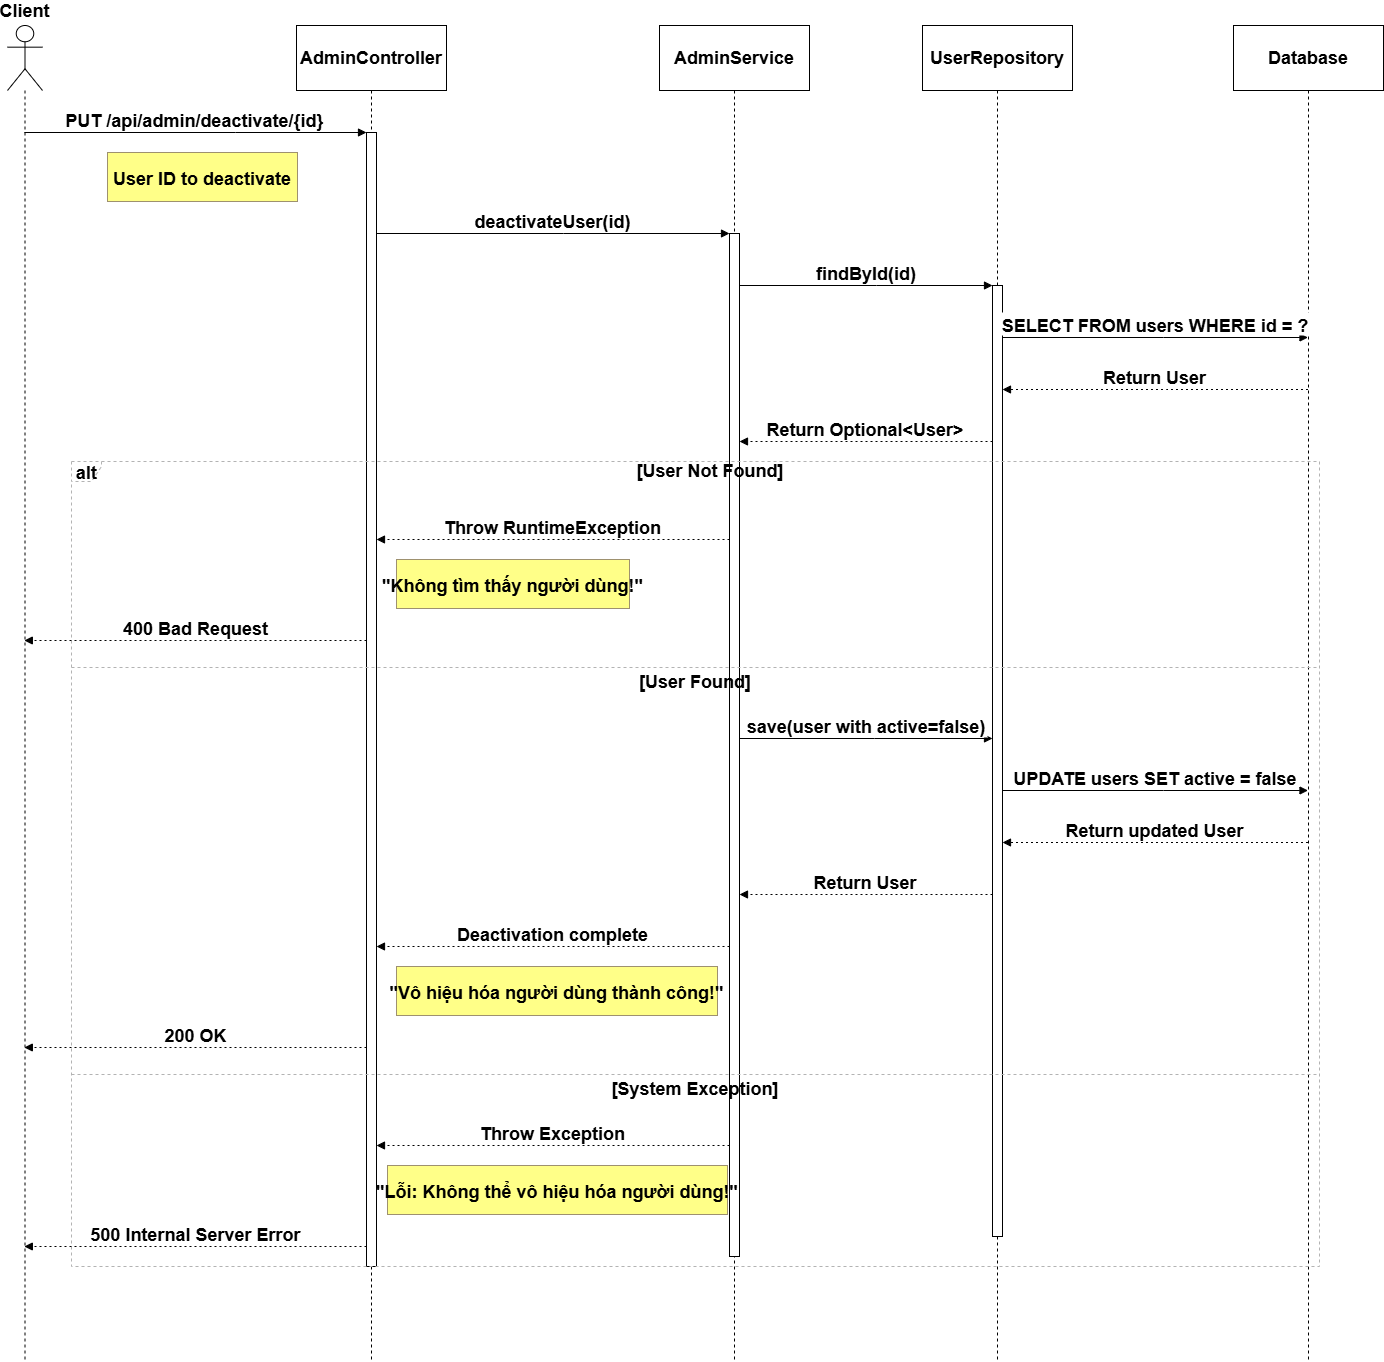 Client
AdminController
AdminService
UserRepository
Database
PUT /api/admin/deactivate/{id}
User ID to deactivate
deactivateUser(id)
findById(id)
SELECT FROM users WHERE id = ?
Return User
Return Optional<User>
alt
[User Not Found]
Throw RuntimeException
"Không tìm thấy người dùng!"
400 Bad Request
[User Found]
save(user with active=false)
UPDATE users SET active = false
Return updated User
Return User
Deactivation complete
"Vô hiệu hóa người dùng thành công!"
200 OK
[System Exception]
Throw Exception
"Lỗi: Không thể vô hiệu hóa người dùng!"
500 Internal Server Error